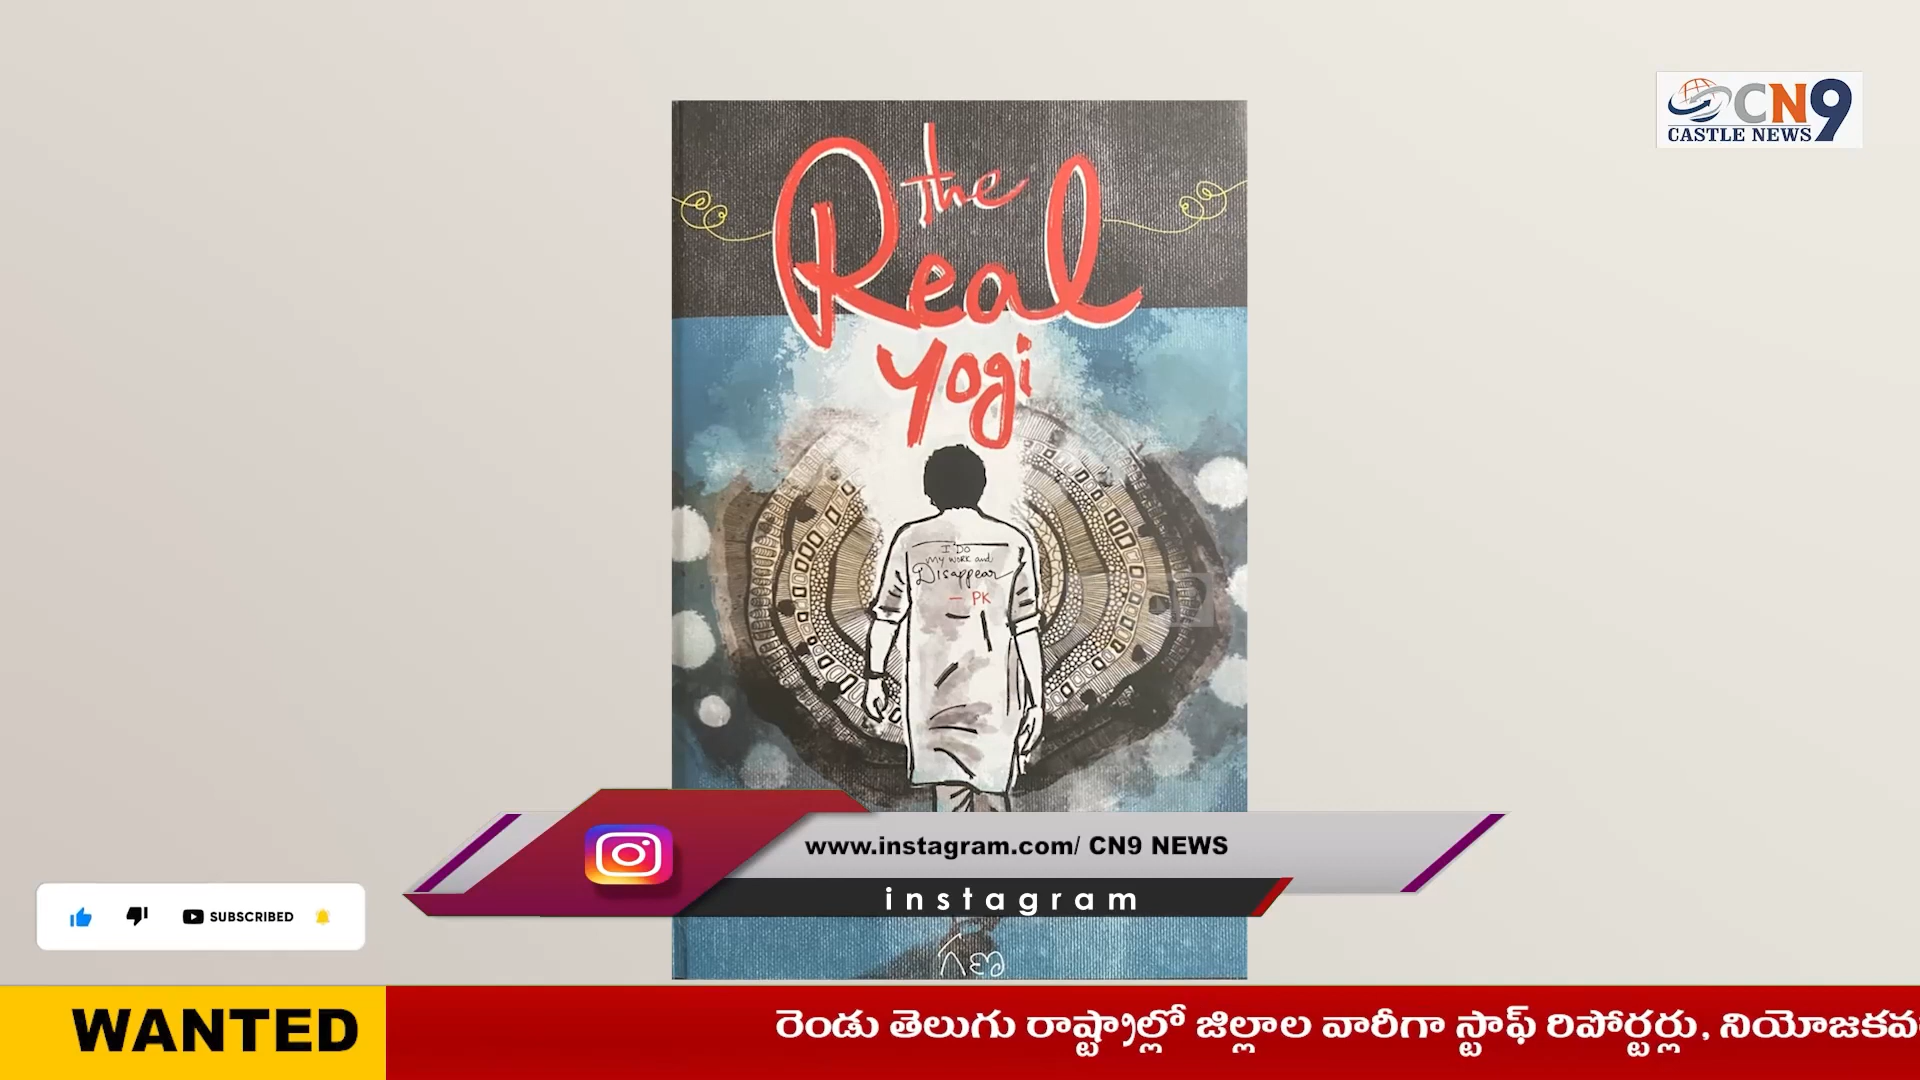 CN9
CASTLE NEWS
the
Real
yogi
I DO
my work and
Disappear
- PK
www.instagram.com/ CN9 NEWS
instagram
SUBSCRIBED
గణ
WANTED
రెండు తెలుగు రాష్ట్రాల్లో జిల్లాల వారీగా స్టాఫ్ రిపోర్టర్లు, నియోజకవ